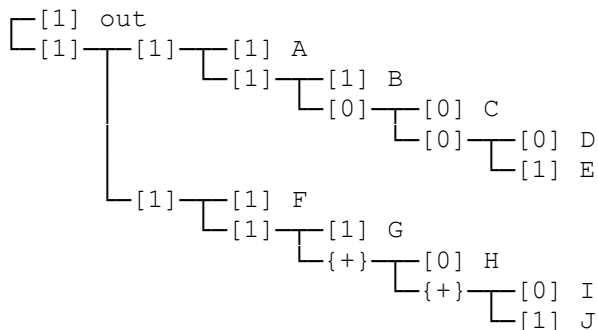 ┌─[1] out
└─[1]─┬─[1]─┬─[1] A
      │     └─[1]─┬─[1] B
      │           └─[0]─┬─[0] C
      │                 └─[0]─┬─[0] D
      │                       └─[1] E
      └─[1]─┬─[1] F
            └─[1]─┬─[1] G
                  └─{+}─┬─[0] H
                        └─{+}─┬─[0] I
                              └─[1] J